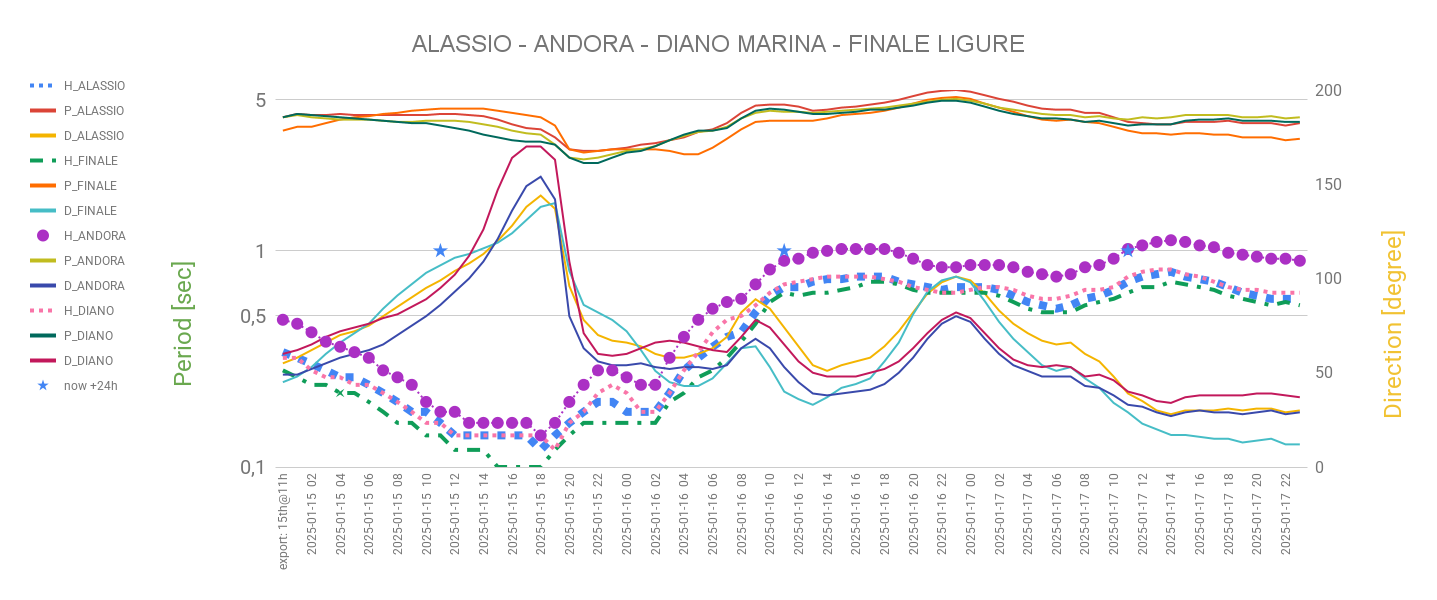 ALASSIO - ANDORA - DIANO MARINA - FINALE LIGURE
H_ALASSIO
P_ALASSIO
D_ALASSIO
H_FINALE
P_FINALE
D_FINALE
H_ANDORA
P_ANDORA
D_ANDORA
H_DIANO
P_DIANO
D_DIANO
now +24h
Period [sec]
5
1
0,5
0,1
200
150
100
50
0
Direction [degree]
export: 15th@11h
2025-01-15 02
2025-01-15 04
2025-01-15 06
2025-01-15 08
2025-01-15 10
2025-01-15 12
2025-01-15 14
2025-01-15 16
2025-01-15 18
2025-01-15 20
2025-01-15 22
2025-01-16 00
2025-01-16 02
2025-01-16 04
2025-01-16 06
2025-01-16 08
2025-01-16 10
2025-01-16 12
2025-01-16 14
2025-01-16 16
2025-01-16 18
2025-01-16 20
2025-01-16 22
2025-01-17 00
2025-01-17 02
2025-01-17 04
2025-01-17 06
2025-01-17 08
2025-01-17 10
2025-01-17 12
2025-01-17 14
2025-01-17 16
2025-01-17 18
2025-01-17 20
2025-01-17 22